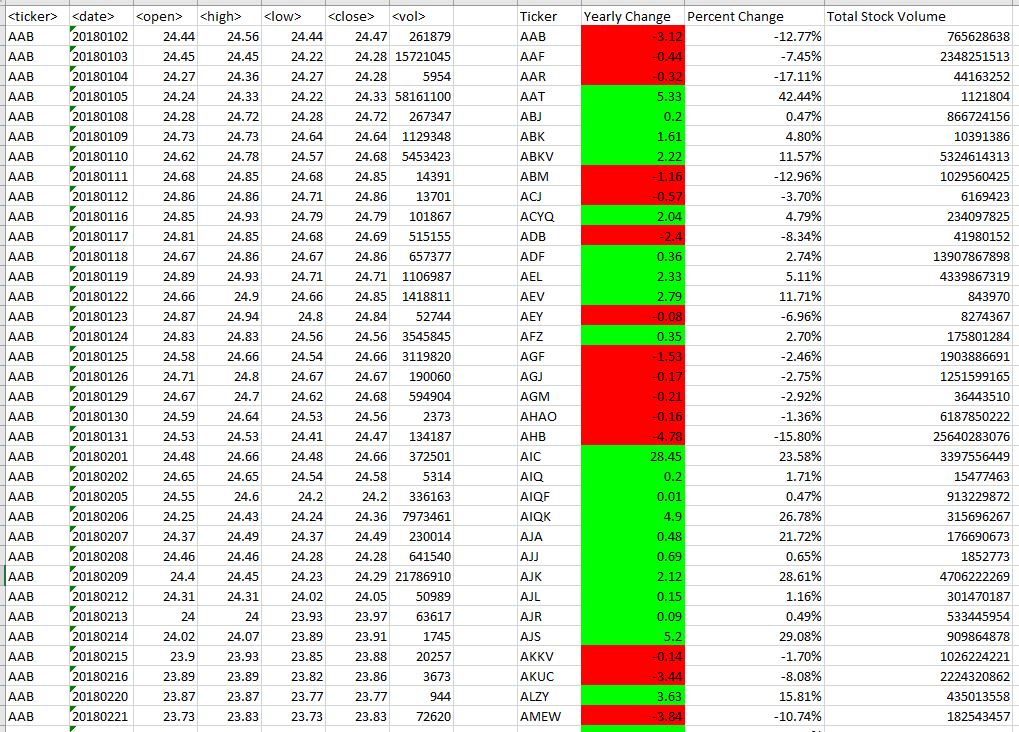 <ticker> <date> <open> <high> <low> <close> <vol> Ticker Yearly Change Percent Change Total Stock Volume
AAB 20180102 24.44 24.56 24.44 24.47 261879 AAB -3.12 -12.77% 765628638
AAB 20180103 24.45 24.45 24.22 24.28 15721045 AAF -0.44 -7.45% 2348251513
AAB 20180104 24.27 24.36 24.27 24.28 5954 AAR -0.32 -17.11% 44163252
AAB 20180105 24.24 24.33 24.22 24.33 58161100 AAT 5.33 42.44% 1121804
AAB 20180108 24.28 24.72 24.28 24.72 267347 ABJ 0.2 0.47% 866724156
AAB 20180109 24.73 24.73 24.64 24.64 1129348 ABK 1.61 4.80% 10391386
AAB 20180110 24.62 24.78 24.57 24.68 5453423 ABKV 2.22 11.57% 5324614313
AAB 20180111 24.68 24.85 24.68 24.85 14391 ABM -1.16 -12.96% 1029560425
AAB 20180112 24.86 24.86 24.71 24.86 13701 ACJ -0.57 -3.70% 6169423
AAB 20180116 24.85 24.93 24.79 24.79 101867 ACYQ 2.04 4.79% 234097825
AAB 20180117 24.81 24.85 24.68 24.69 515155 ADB -2.4 -8.34% 41980152
AAB 20180118 24.67 24.86 24.67 24.86 657377 ADF 0.36 2.74% 13907867898
AAB 20180119 24.89 24.93 24.71 24.71 1106987 AEL 2.33 5.11% 4339867319
AAB 20180122 24.66 24.9 24.66 24.85 1418811 AEV 2.79 11.71% 843970
AAB 20180123 24.87 24.94 24.8 24.84 52744 AEY -0.08 -6.96% 8274367
AAB 20180124 24.83 24.83 24.56 24.56 3545845 AFZ 0.35 2.70% 175801284
AAB 20180125 24.58 24.66 24.54 24.66 3119820 AGF -1.53 -2.46% 1903886691
AAB 20180126 24.71 24.8 24.67 24.67 190060 AGJ -0.17 -2.75% 1251599165
AAB 20180129 24.67 24.7 24.62 24.68 594904 AGM -0.21 -2.92% 36443510
AAB 20180130 24.59 24.64 24.53 24.56 2373 AHAO -0.16 -1.36% 6187850222
AAB 20180131 24.53 24.53 24.41 24.47 134187 AHB -4.78 -15.80% 25640283076
AAB 20180201 24.48 24.66 24.48 24.66 372501 AIC 28.45 23.58% 3397556449
AAB 20180202 24.65 24.65 24.54 24.58 5314 AIQ 0.2 1.71% 15477463
AAB 20180205 24.55 24.6 24.2 24.2 336163 AIQF 0.01 0.47% 913229872
AAB 20180206 24.25 24.43 24.24 24.36 7973461 AIQK 4.9 26.78% 315696267
AAB 20180207 24.37 24.49 24.37 24.49 230014 AJA 0.48 21.72% 176690673
AAB 20180208 24.46 24.46 24.28 24.28 641540 AJJ 0.69 0.65% 1852773
AAB 20180209 24.4 24.45 24.23 24.29 21786910 AJK 2.12 28.61% 4706222269
AAB 20180212 24.31 24.31 24.02 24.05 50989 AJL 0.15 1.16% 301470187
AAB 20180213 24 24 23.93 23.97 63617 AJR 0.09 0.49% 533445954
AAB 20180214 24.02 24.07 23.89 23.91 1745 AJS 5.2 29.08% 909864878
AAB 20180215 23.9 23.93 23.85 23.88 20257 AKKV -0.14 -1.70% 1026224221
AAB 20180216 23.89 23.89 23.82 23.86 3673 AKUC -3.44 -8.08% 2224320862
AAB 20180220 23.87 23.87 23.77 23.77 944 ALZY 3.63 15.81% 435013558
AAB 20180221 23.73 23.83 23.73 23.83 72620 AMEW -3.84 -10.74% 182543457